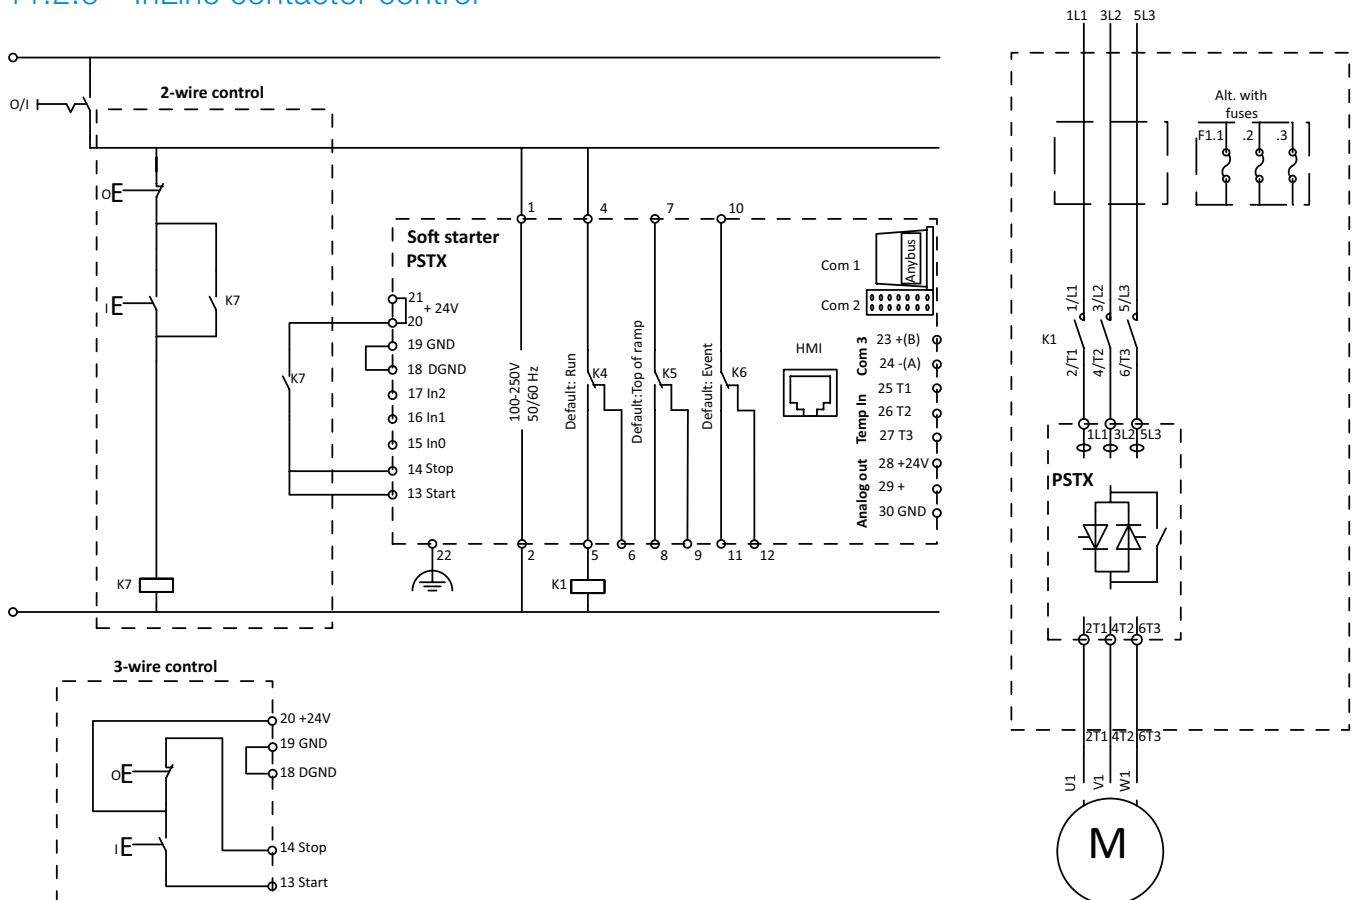 InLine contactor control
O/I
2-wire control
O
I
K7
K7
K7
Soft starter
PSTX
21
+ 24V
20
19 GND
18 DGND
17 In2
16 In1
15 In0
14 Stop
13 Start
22
1
100-250V
50/60 Hz
2
4
Default: Run
K4
5
6
K1
7
Default:Top of ramp
K5
8
9
10
Default: Event
K6
11
12
HMI
Com 1
Anybus
Com 2
Com 3
23 +(B)
24 -(A)
Temp In
25 T1
26 T2
27 T3
Analog out
28 +24V
29 +
30 GND
3-wire control
20 +24V
19 GND
18 DGND
O
I
14 Stop
13 Start
1L1 3L2 5L3
Alt. with
fuses
F1.1 .2 .3
1/L1 3/L2 5/L3
K1
2/T1 4/T2 6/T3
1L1 3L2 5L3
PSTX
2T1 4T2 6T3
2T1 4T2 6T3
U1 V1 W1
M